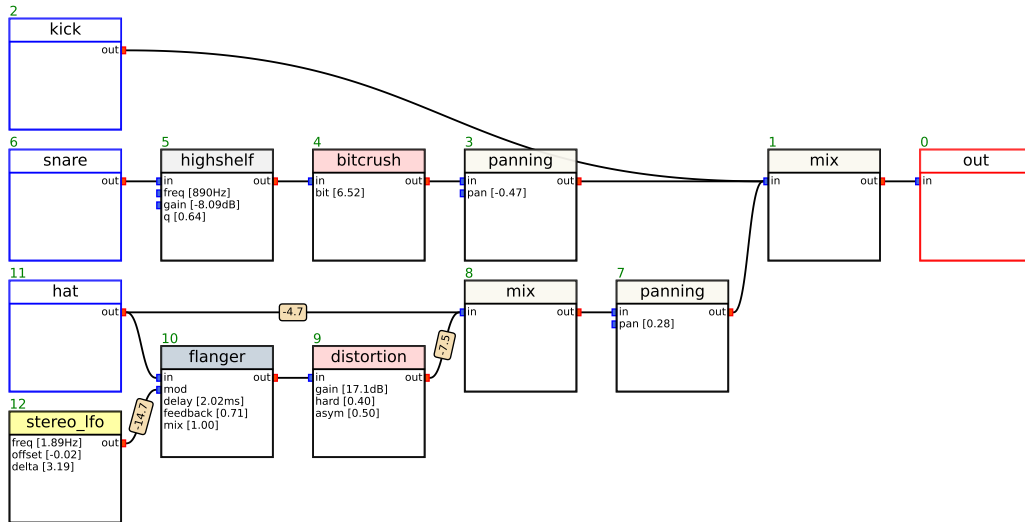 2
kick
out
6
snare
out
5
highshelf
in out
freq [890Hz]
gain [-8.09dB]
q [0.64]
4
bitcrush
in out
bit [6.52]
3
panning
in out
pan [-0.47]
1
mix
in out
0
out
in
11
hat
out
-4.7
8
mix
in out
7
panning
in out
pan [0.28]
10
flanger
in out
mod
delay [2.02ms]
feedback [0.71]
mix [1.00]
9
distortion
in out
gain [17.1dB]
hard [0.40]
asym [0.50]
-7.5
12
stereo_lfo
freq [1.89Hz] out
offset [-0.02]
delta [3.19]
-14.7